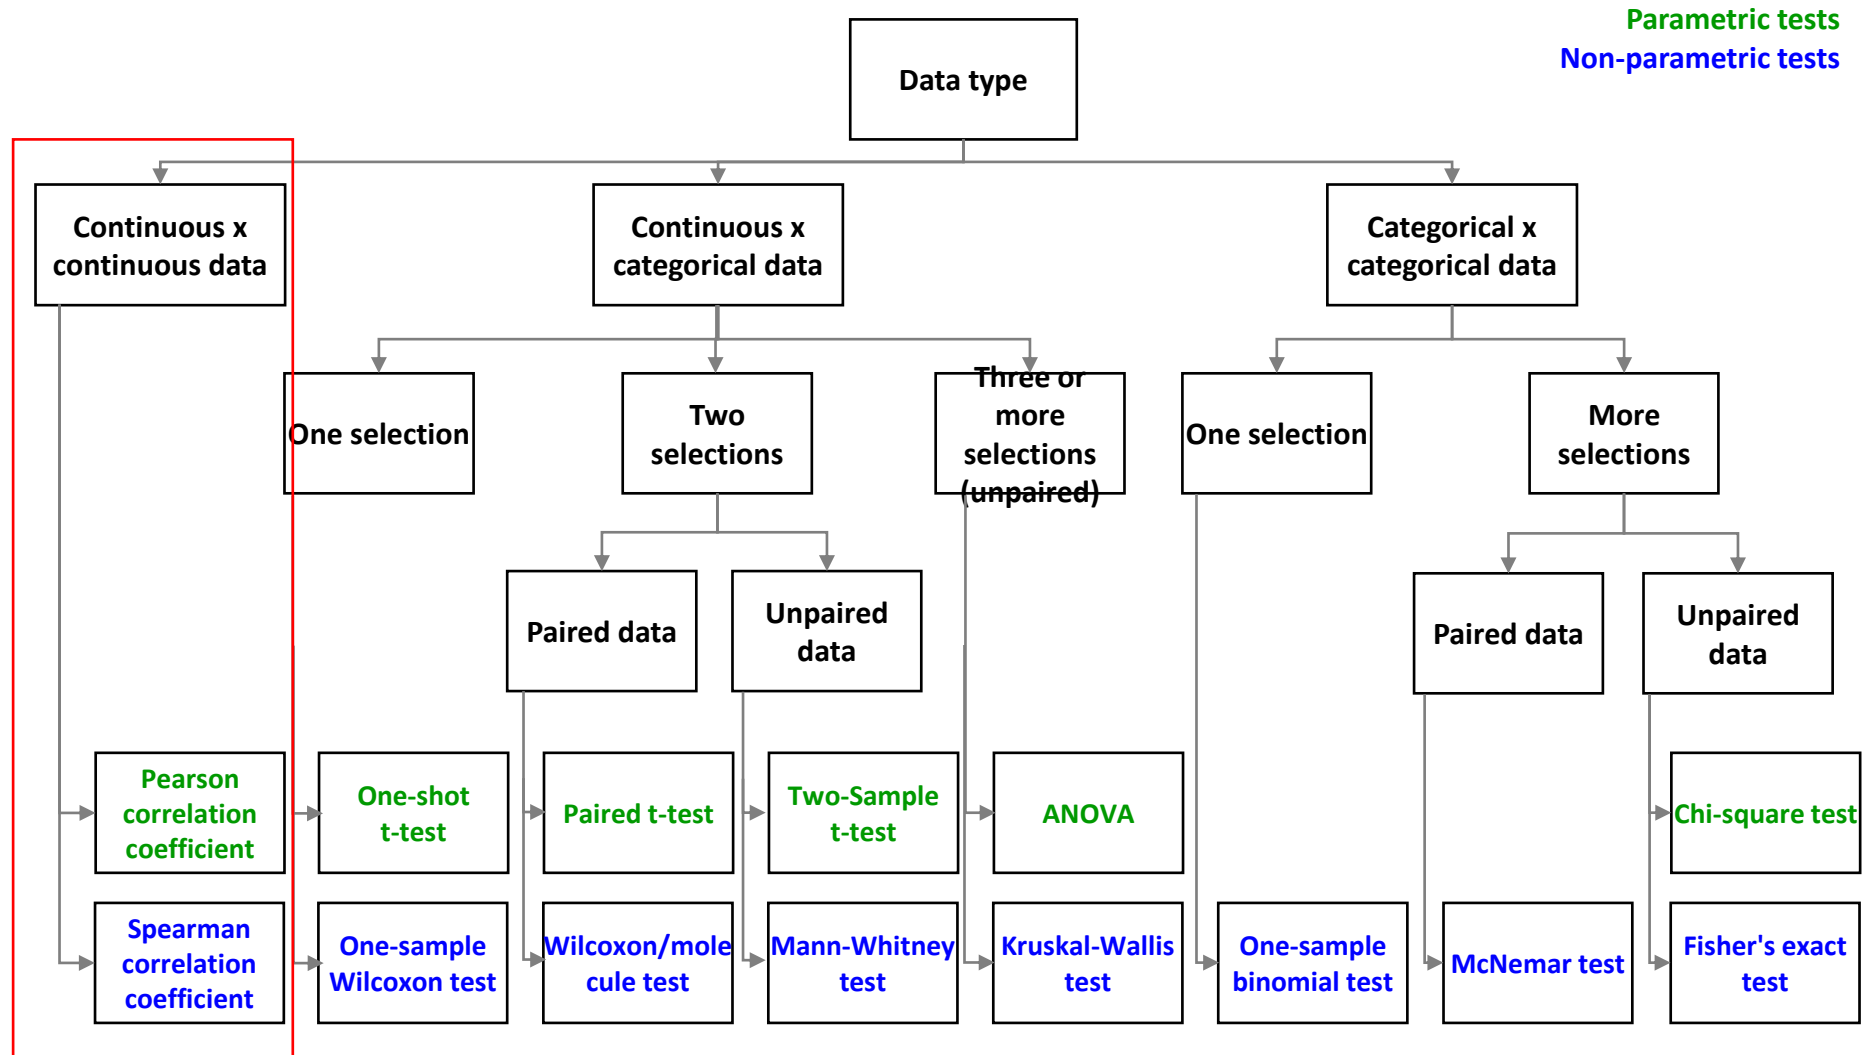 Parametric tests
Non-parametric tests
Data type
Continuous x
continuous data
Continuous x
categorical data
Categorical x
categorical data
One selection
Two
selections
Three or
more
selections
(unpaired)
One selection
More
selections
Paired data
Unpaired
data
Paired data
Unpaired
data
Pearson
correlation
coefficient
One-shot
t-test
Paired t-test
Two-Sample
t-test
ANOVA
Chi-square test
Spearman
correlation
coefficient
One-sample
Wilcoxon test
Wilcoxon/mole
cule test
Mann-Whitney
test
Kruskal-Wallis
test
One-sample
binomial test
McNemar test
Fisher's exact
test